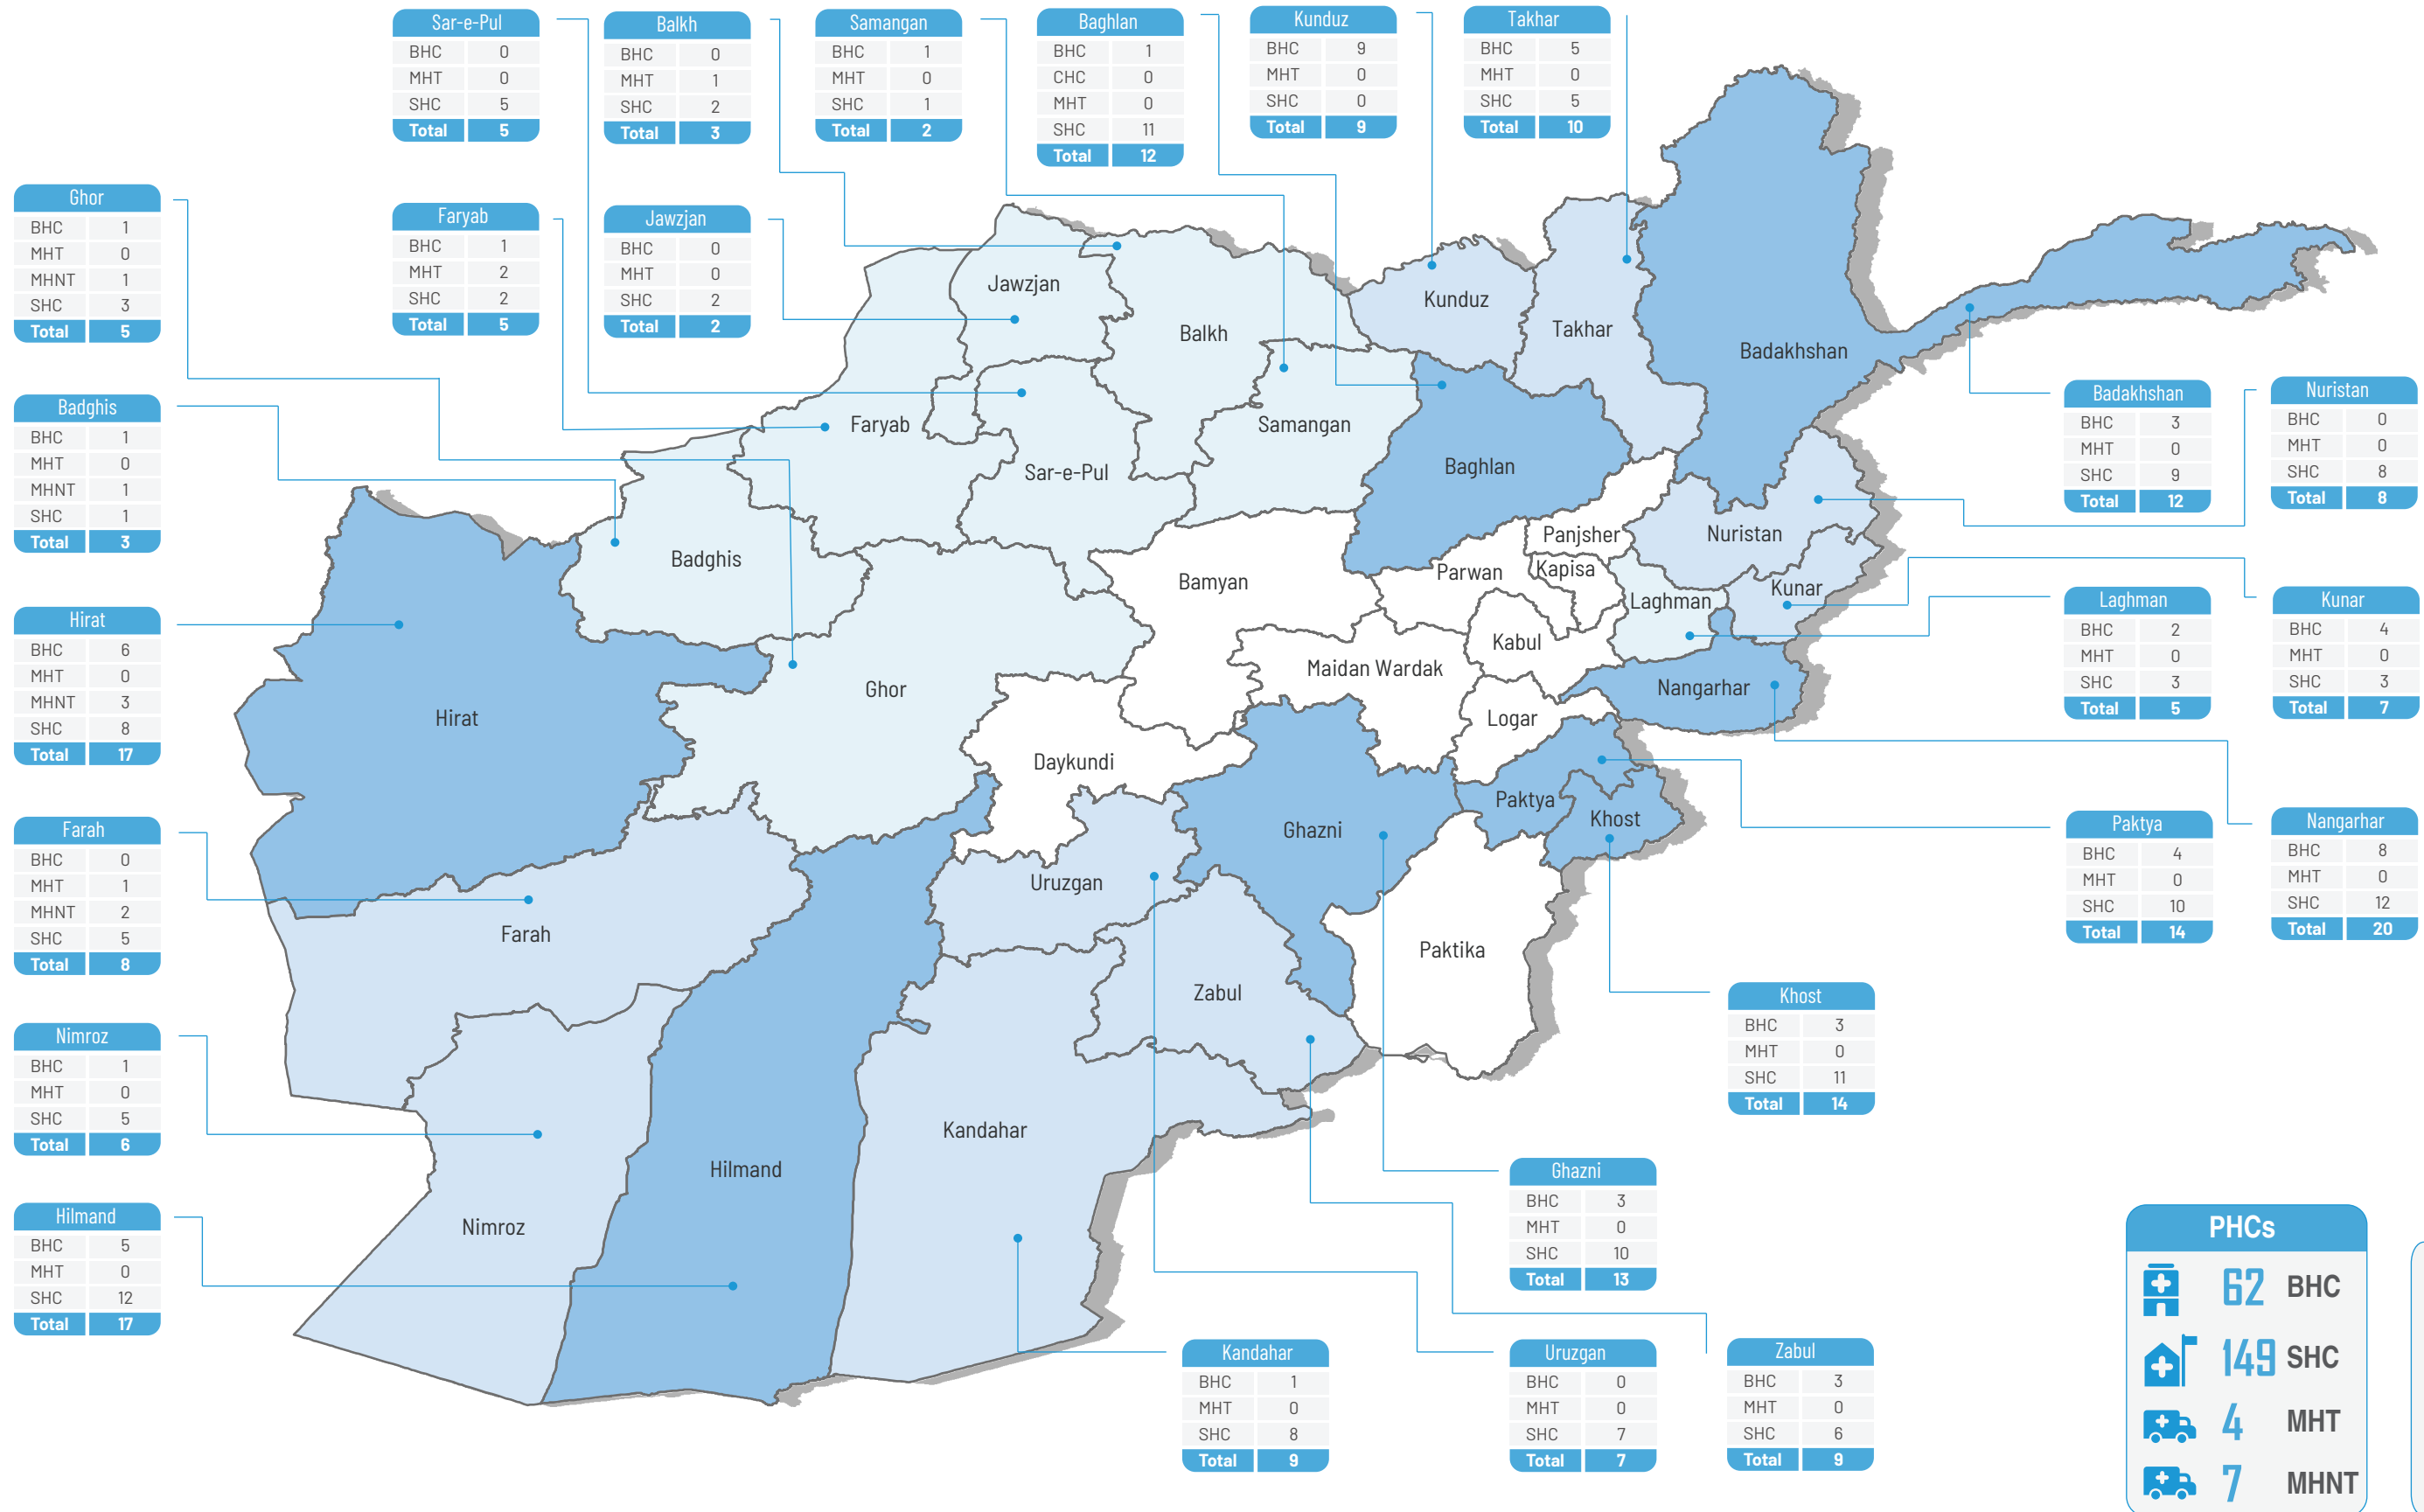 Sar-e-Pul
BHC 0
MHT 0
SHC 5
Total 5
Balkh
BHC 0
MHT 1
SHC 2
Total 3
Samangan
BHC 1
MHT 0
SHC 1
Total 2
Baghlan
BHC 1
CHC 0
MHT 0
SHC 11
Total 12
Kunduz
BHC 9
MHT 0
SHC 0
Total 9
Takhar
BHC 5
MHT 0
SHC 5
Total 10
Ghor
BHC 1
MHT 0
MHNT 1
SHC 3
Total 5
Faryab
BHC 1
MHT 2
SHC 2
Total 5
Jawzjan
BHC 0
MHT 0
SHC 2
Total 2
Badghis
BHC 1
MHT 0
MHNT 1
SHC 1
Total 3
Hirat
BHC 6
MHT 0
MHNT 3
SHC 8
Total 17
Farah
BHC 0
MHT 1
MHNT 2
SHC 5
Total 8
Nimroz
BHC 1
MHT 0
SHC 5
Total 6
Hilmand
BHC 5
MHT 0
SHC 12
Total 17
Jawzjan
Balkh
Kunduz
Takhar
Badakhshan
Faryab
Samangan
Sar-e-Pul
Baghlan
Badghis
Panjsher
Nuristan
Bamyan
Parwan
Kapisa
Kunar
Laghman
Kabul
Maidan Wardak
Ghor
Nangarhar
Hirat
Logar
Daykundi
Paktya
Khost
Ghazni
Uruzgan
Farah
Paktika
Zabul
Kandahar
Hilmand
Nimroz
Badakhshan
BHC 3
MHT 0
SHC 9
Total 12
Nuristan
BHC 0
MHT 0
SHC 8
Total 8
Laghman
BHC 2
MHT 0
SHC 3
Total 5
Kunar
BHC 4
MHT 0
SHC 3
Total 7
Paktya
BHC 4
MHT 0
SHC 10
Total 14
Nangarhar
BHC 8
MHT 0
SHC 12
Total 20
Khost
BHC 3
MHT 0
SHC 11
Total 14
Ghazni
BHC 3
MHT 0
SHC 10
Total 13
Kandahar
BHC 1
MHT 0
SHC 8
Total 9
Uruzgan
BHC 0
MHT 0
SHC 7
Total 7
Zabul
BHC 3
MHT 0
SHC 6
Total 9
PHCs
62 BHC
149 SHC
4 MHT
7 MHNT